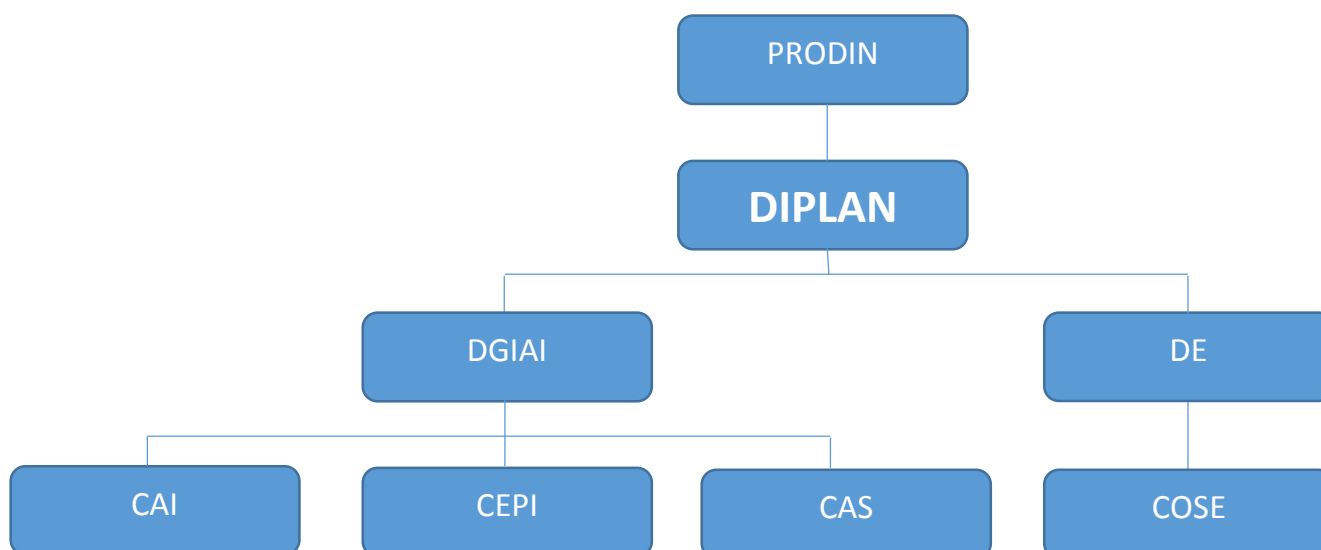 PRODIN
DIPLAN
DGIAI
DE
CAI
CEPI
CAS
COSE